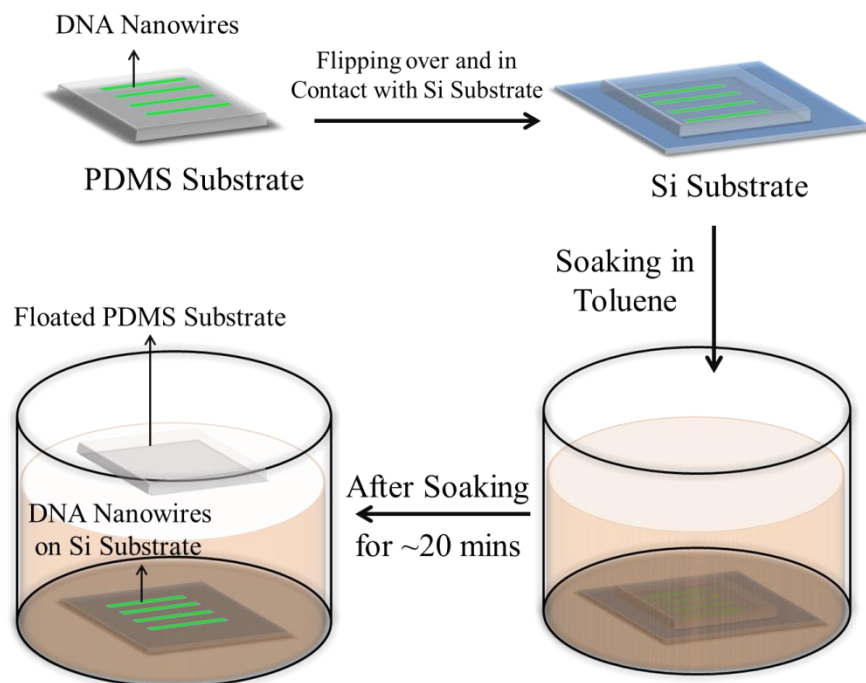 DNA Nanowires
PDMS Substrate
Flipping over and in
Contact with Si Substrate
Si Substrate
Soaking in
Toluene
After Soaking
for ~20 mins
Floated PDMS Substrate
DNA Nanowires
on Si Substrate